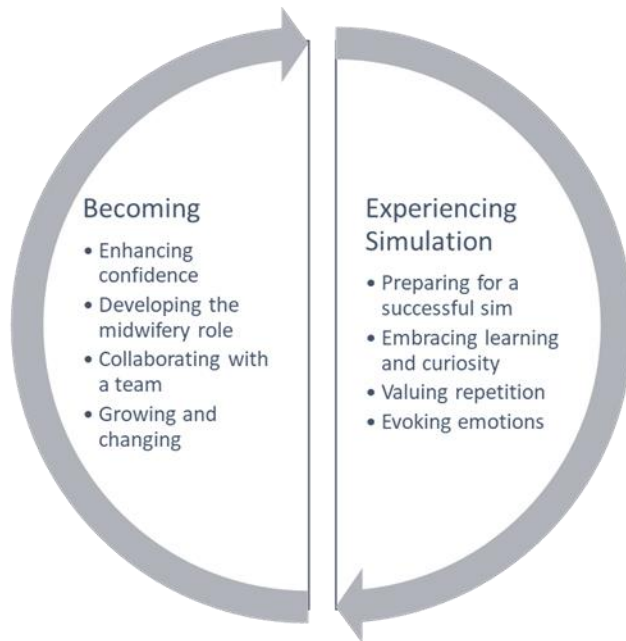 Becoming
• Enhancing
confidence
• Developing the
midwifery role
• Collaborating with
a team
• Growing and
changing
Experiencing
Simulation
• Preparing for a
successful sim
• Embracing learning
and curiosity
• Valuing repetition
• Evoking emotions